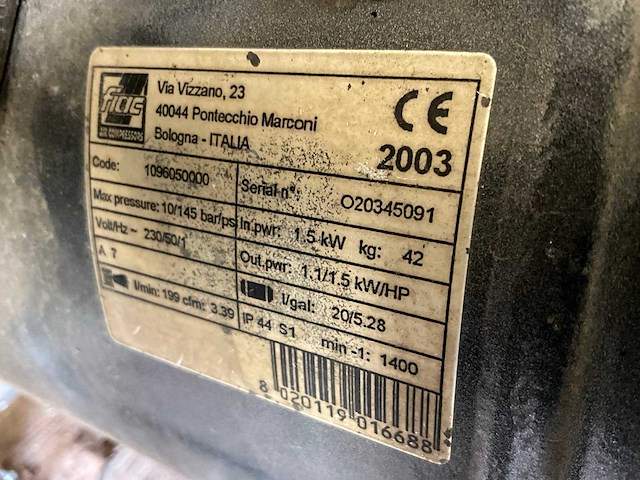 fiac
AIR COMPRESSORS
Via Vizzano, 23
40044 Pontecchio Marconi
Bologna - ITALIA
CE
2003
Code: 1096050000
Serial n°: O20345091
Max pressure: 10/145 bar/psi
In.pwr: 1.5 kW kg: 42
Volt/Hz ~ 230/50/1
Out.pwr: 1.1/1.5 kW/HP
A 7
l/gal: 20/5.28
l/min: 199 cfm: 3.39
IP 44 S1 min -1: 1400
8 020119 016688